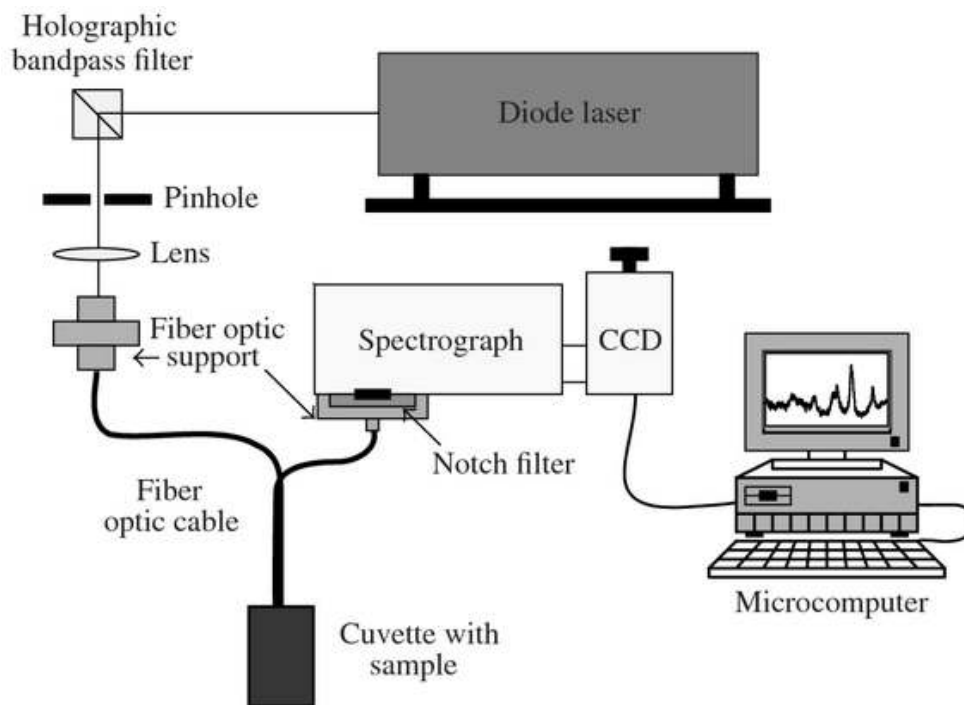 Holographic
bandpass filter
Diode laser
Pinhole
Lens
Fiber optic
support
Spectrograph
CCD
Notch filter
Fiber
optic cable
Microcomputer
Cuvette with
sample